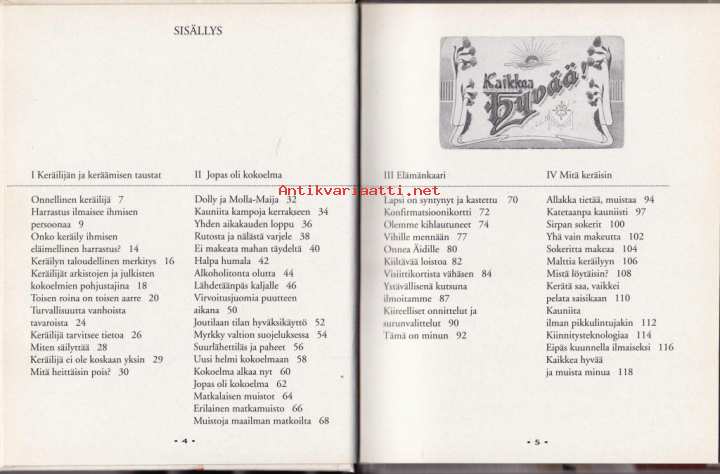 SISÄLLYS
I Keräilijän ja keräämisen taustat
Onnellinen keräilijä 7
Harrastus ilmaisee ihmisen
persoonaa 9
Onko keräily ihmisen
eläimellinen harrastus? 14
Keräilyn taloudellinen merkitys 16
Keräilijät arkistojen ja julkisten
kokoelmien pohjustajina 18
Toisen roina on toisen aarre 20
Turvallisuutta vanhoista
tavaroista 24
Keräilijä tarvitsee tietoa 26
Miten säilyttää 28
Keräilijä ei ole koskaan yksin 29
Mitä heittäisin pois? 30
II Jopas oli kokoelma
Dolly ja Molla-Maija 32
Kauniita kampoja kerrakseen 34
Yhden aikakauden loppu 36
Rutosta ja nälästä varjele 38
Ei makeata mahan täydeltä 40
Halpa humala 42
Alkoholitonta olutta 44
Lähdetäänpäs kaljalle 46
Virvoitusjuomia puutteen
aikana 50
Joutilaan tilan hyväksikäyttö 52
Myrkky valtion suojeluksessa 54
Suurlähettiläs ja paheet 56
Uusi helmi kokoelmaan 58
Kokoelma alkaa nyt 60
Jopas oli kokoelma 62
Matkalaisen muistot 64
Erilainen matkamuisto 66
Muistoja maailman matkoilta 68
- 4 -
Kaikkea
Hyvää!
III Elämänkaari
Lapsi on syntynyt ja kastettu 70
Konfirmatsioonikortti 72
Olemme kihlautuneet 74
Vihille mennään 77
Onnea Äidille 80
Kiiltävää loistoa 82
Visiittikortista vähäsen 84
Ystävällisenä kutsuna
ilmoitamme 87
Kiireelliset onnittelut ja
surunvalittelut 90
Tämä on minun 92
IV Mitä keräisin
Allakka tietää, muistaa 94
Katetaanpa kauniisti 97
Sirpan sokerit 100
Yhä vain makeutta 102
Sokeritta makeaa 104
Malttia keräilyyn 106
Mistä löytäisin? 108
Kerätä saa, vaikkei
pelata saisikaan 110
Kauniita
ilman pikkulintujakin 112
Kiinnitysteknologiaa 114
Eipäs kuunnella ilmaiseksi 116
Kaikkea hyvää
ja muista minua 118
- 5 -
Antikvariaatti.net